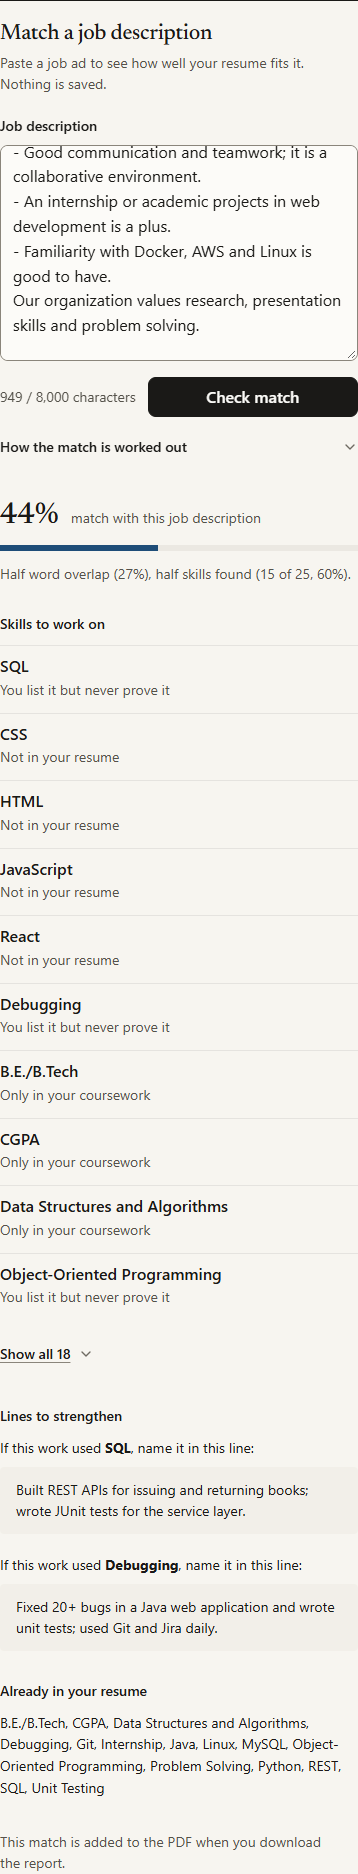 Match a job description
Paste a job ad to see how well your resume fits it.
Nothing is saved.
Job description
- Good communication and teamwork; it is a
collaborative environment.
- An internship or academic projects in web
development is a plus.
- Familiarity with Docker, AWS and Linux is
good to have.
Our organization values research, presentation
skills and problem solving.
949 / 8,000 characters
Check match
How the match is worked out
44% match with this job description
Half word overlap (27%), half skills found (15 of 25, 60%).
Skills to work on
SQL
You list it but never prove it
CSS
Not in your resume
HTML
Not in your resume
JavaScript
Not in your resume
React
Not in your resume
Debugging
You list it but never prove it
B.E./B.Tech
Only in your coursework
CGPA
Only in your coursework
Data Structures and Algorithms
Only in your coursework
Object-Oriented Programming
You list it but never prove it
Show all 18
Lines to strengthen
If this work used SQL, name it in this line:
Built REST APIs for issuing and returning books;
wrote JUnit tests for the service layer.
If this work used Debugging, name it in this line:
Fixed 20+ bugs in a Java web application and wrote
unit tests; used Git and Jira daily.
Already in your resume
B.E./B.Tech, CGPA, Data Structures and Algorithms,
Debugging, Git, Internship, Java, Linux, MySQL, Object-
Oriented Programming, Problem Solving, Python, REST,
SQL, Unit Testing
This match is added to the PDF when you download
the report.